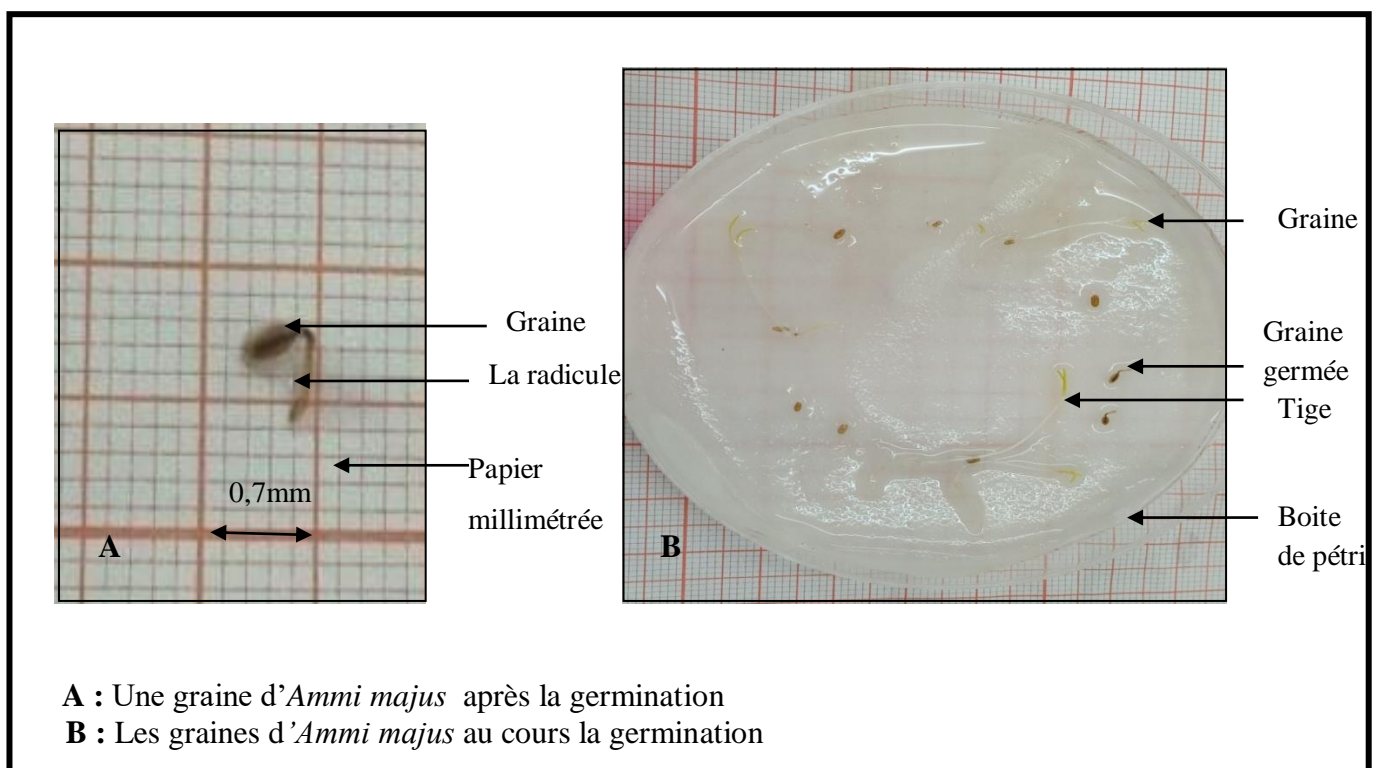 Graine
La radicule
Papier
millimétrée
0,7mm
A
Graine
Graine
germée
Tige
Boite
de pétri
B
A : Une graine d’Ammi majus après la germination
B : Les graines d’Ammi majus au cours la germination